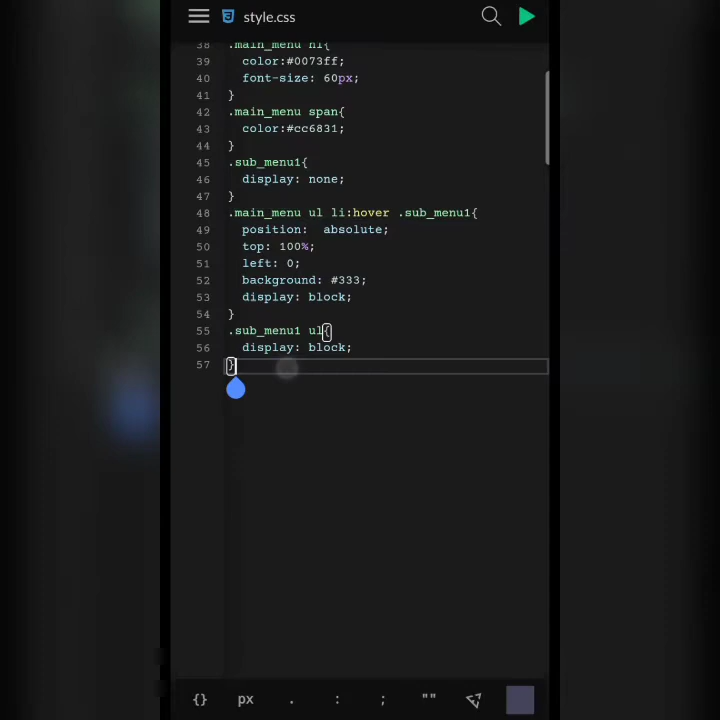 style.css
38 .main_menu h1{
39 color:#0073ff;
40 font-size: 60px;
41 }
42 .main_menu span{
43 color:#cc6831;
44 }
45 .sub_menu1{
46 display: none;
47 }
48 .main_menu ul li:hover .sub_menu1{
49 position:  absolute;
50 top: 100%;
51 left: 0;
52 background: #333;
53 display: block;
54 }
55 .sub_menu1 ul{
56 display: block;
57 }
{} px . : ; ""